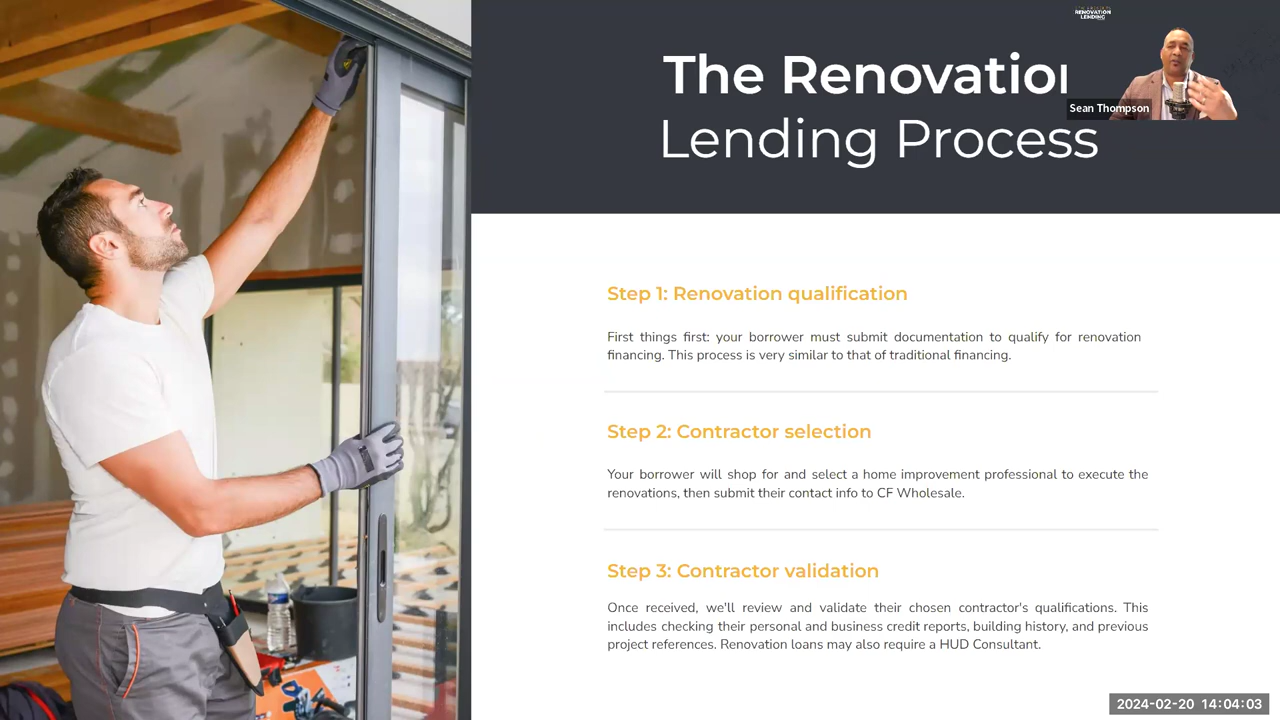 RENOVATION
LENDING
The Renovatio
Lending Process
Sean Thompson
Step 1: Renovation qualification
First things first: your borrower must submit documentation to qualify for renovation
financing. This process is very similar to that of traditional financing.
Step 2: Contractor selection
Your borrower will shop for and select a home improvement professional to execute the
renovations, then submit their contact info to CF Wholesale.
Step 3: Contractor validation
Once received, we'll review and validate their chosen contractor's qualifications. This
includes checking their personal and business credit reports, building history, and previous
project references. Renovation loans may also require a HUD Consultant.
2024-02-20 14:04:03